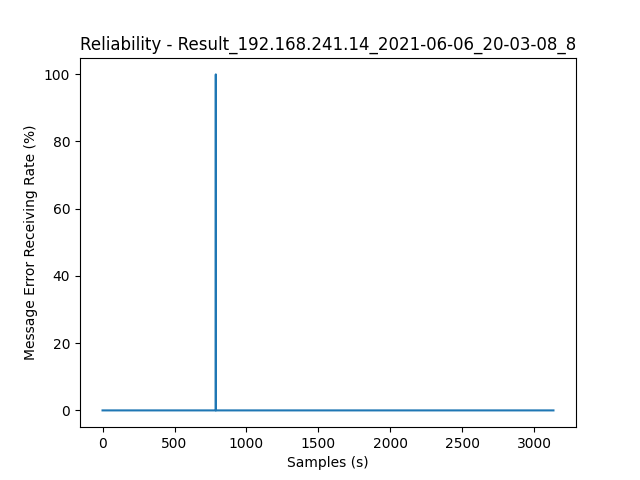 Reliability - Result_192.168.241.14_2021-06-06_20-03-08_8
Message Error Receiving Rate (%)
100
80
60
40
20
0
0 500 1000 1500 2000 2500 3000
Samples (s)